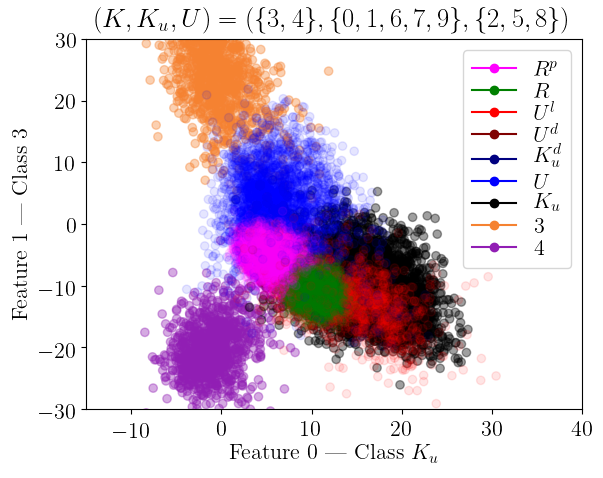 (K, K_u, U) = ({3, 4}, {0, 1, 6, 7, 9}, {2, 5, 8})
30
20
10
0
−10
−20
−30
Feature 1 — Class 3
R^p
R
U^l
U^d
K_u^d
U
K_u
3
4
−10
0
10
20
30
40
Feature 0 — Class K_u